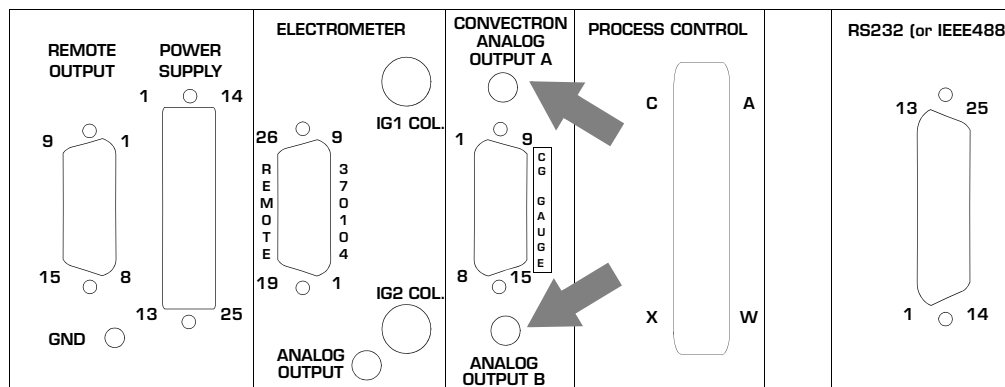 REMOTE
OUTPUT
POWER
SUPPLY
1
14
9
1
15
8
13
25
GND
ELECTROMETER
IG1 COL.
26
9
REMOTE
370104
19
1
IG2 COL.
ANALOG
OUTPUT
CONVECTRON
ANALOG
OUTPUT A
1
9
CG GAUGE
8
15
ANALOG
OUTPUT B
PROCESS CONTROL
C
A
X
W
RS232 (or IEEE488
13
25
1
14